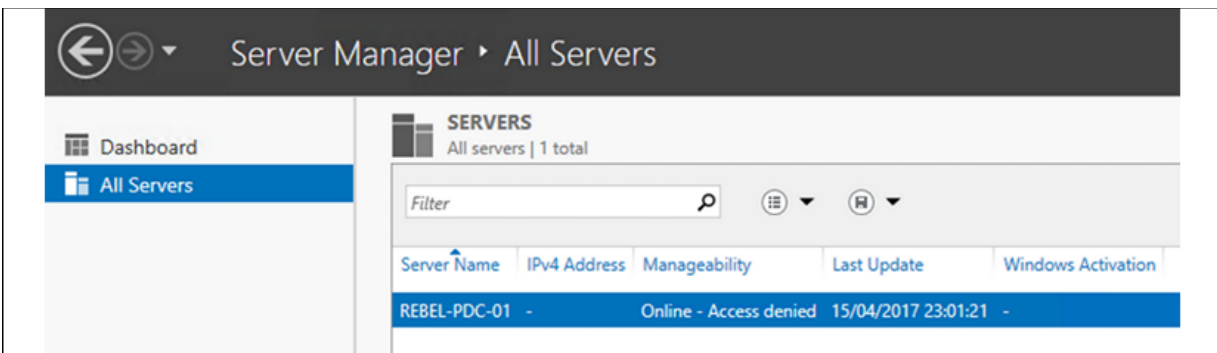 Server Manager ‣ All Servers
Dashboard
All Servers
SERVERS
All servers | 1 total
Filter
Server Name IPv4 Address Manageability Last Update Windows Activation
REBEL-PDC-01 - Online - Access denied 15/04/2017 23:01:21 -